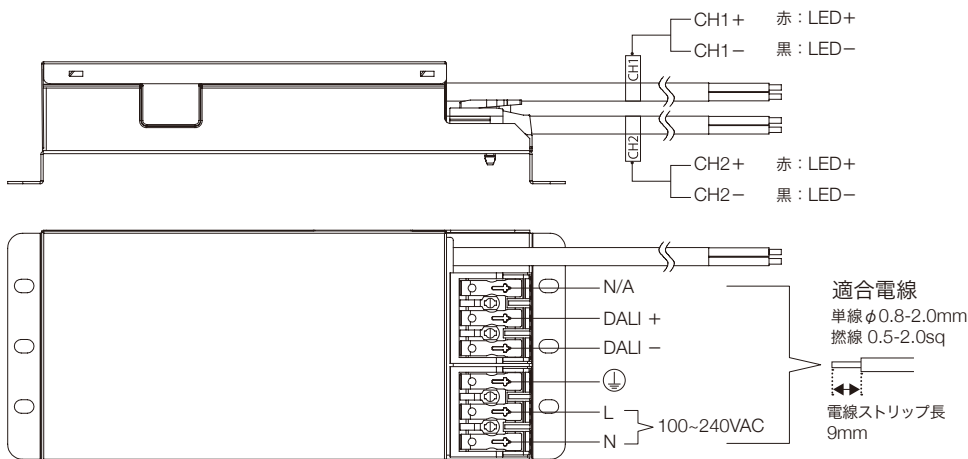 CH1+ 赤：LED+
CH1− 黒：LED−
CH1
CH2
CH2+ 赤：LED+
CH2− 黒：LED−
N/A
DALI +
DALI −
L
N
100~240VAC
適合電線
単線φ0.8-2.0mm
撚線 0.5-2.0sq
電線ストリップ長
9mm